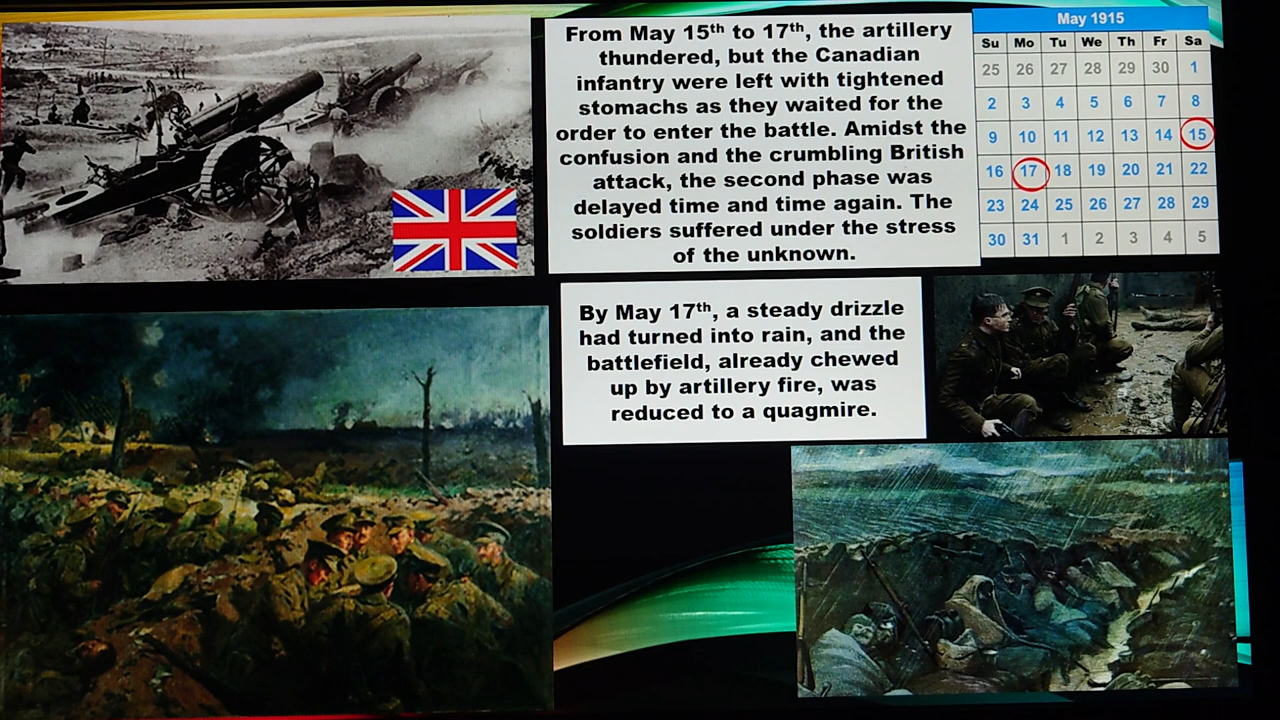 From May 15th to 17th, the artillery
thundered, but the Canadian
infantry were left with tightened
stomachs as they waited for the
order to enter the battle. Amidst the
confusion and the crumbling British
attack, the second phase was
delayed time and time again. The
soldiers suffered under the stress
of the unknown.
May 1915
Su Mo Tu We Th Fr Sa
25 26 27 28 29 30 1
2 3 4 5 6 7 8
9 10 11 12 13 14 15
16 17 18 19 20 21 22
23 24 25 26 27 28 29
30 31 1 2 3 4 5
By May 17th, a steady drizzle
had turned into rain, and the
battlefield, already chewed
up by artillery fire, was
reduced to a quagmire.